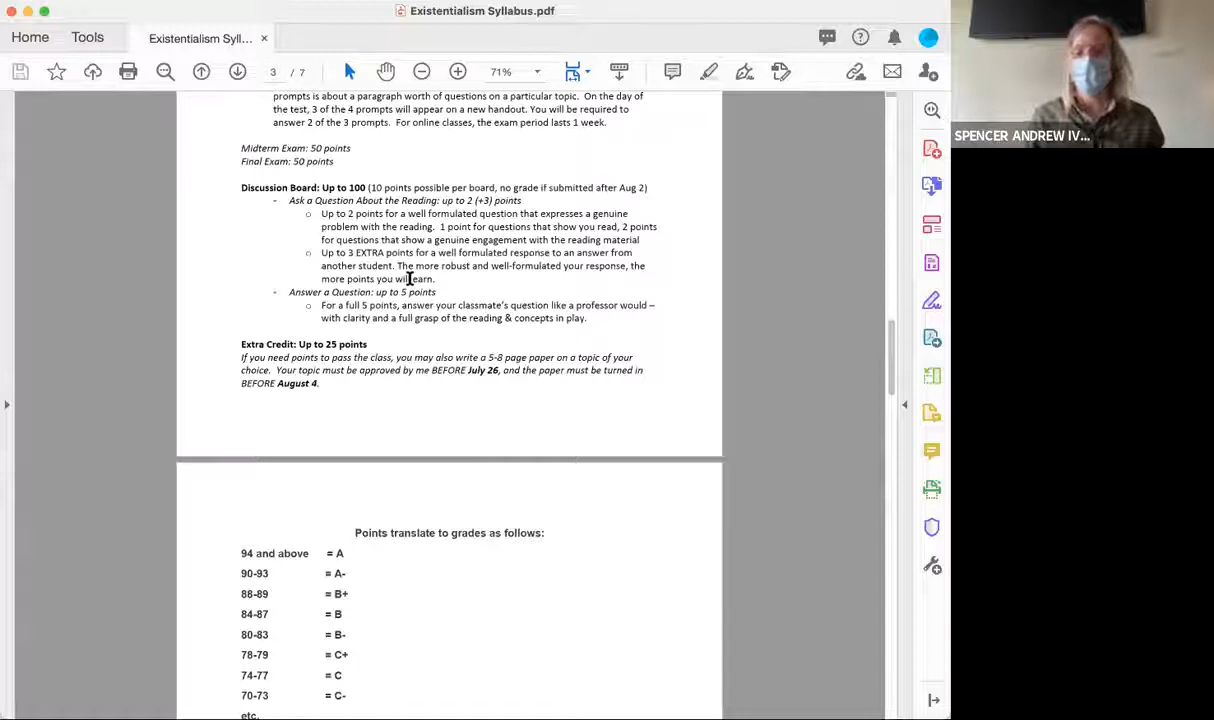 Existentialism Syllabus.pdf
Home Tools Existentialism Syll... ×
3 / 7 71%
prompts is about a paragraph worth of questions on a particular topic. On the day of
the test, 3 of the 4 prompts will appear on a new handout. You will be required to
answer 2 of the 3 prompts. For online classes, the exam period lasts 1 week.
Midterm Exam: 50 points
Final Exam: 50 points
Discussion Board: Up to 100 (10 points possible per board, no grade if submitted after Aug 2)
- Ask a Question About the Reading: up to 2 (+3) points
o Up to 2 points for a well formulated question that expresses a genuine
problem with the reading. 1 point for questions that show you read, 2 points
for questions that show a genuine engagement with the reading material
o Up to 3 EXTRA points for a well formulated response to an answer from
another student. The more robust and well-formulated your response, the
more points you will earn.
- Answer a Question: up to 5 points
o For a full 5 points, answer your classmate's question like a professor would –
with clarity and a full grasp of the reading & concepts in play.
Extra Credit: Up to 25 points
If you need points to pass the class, you may also write a 5-8 page paper on a topic of your
choice. Your topic must be approved by me BEFORE July 26, and the paper must be turned in
BEFORE August 4.
Points translate to grades as follows:
94 and above = A
90-93 = A-
88-89 = B+
84-87 = B
80-83 = B-
78-79 = C+
74-77 = C
70-73 = C-
etc.
SPENCER ANDREW IV...